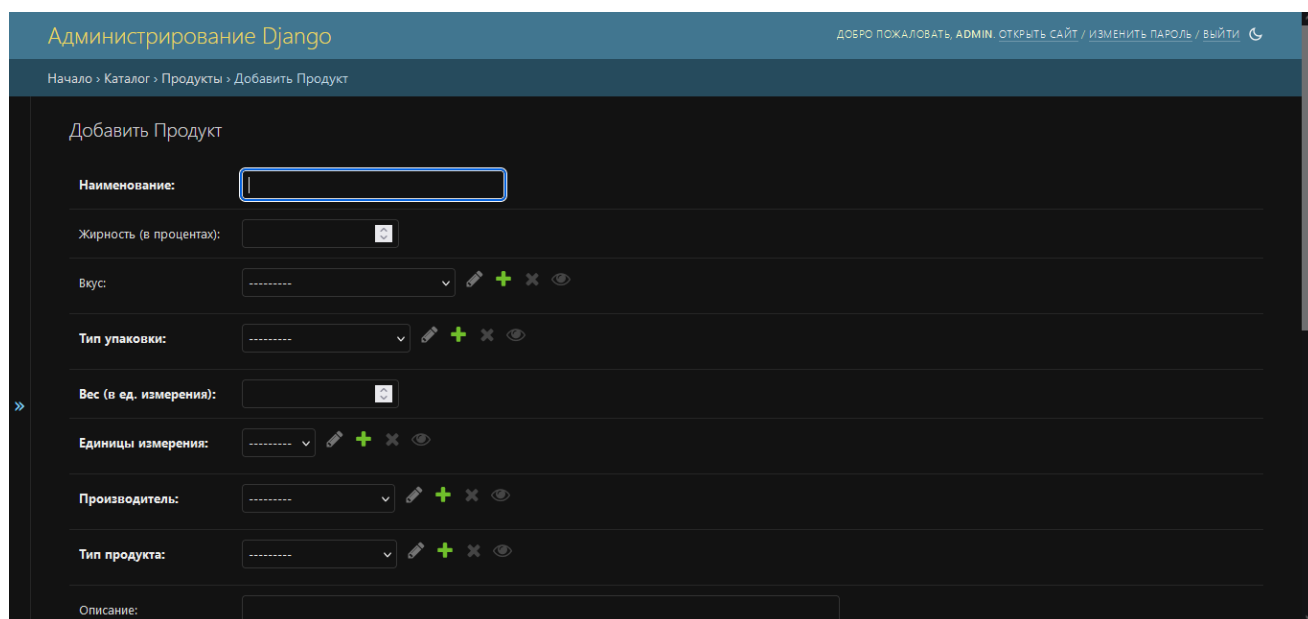 Администрирование Django
ДОБРО ПОЖАЛОВАТЬ, ADMIN. ОТКРЫТЬ САЙТ / ИЗМЕНИТЬ ПАРОЛЬ / ВЫЙТИ
Начало › Каталог › Продукты › Добавить Продукт
Добавить Продукт
Наименование:
Жирность (в процентах):
Вкус: ---------
Тип упаковки: ---------
Вес (в ед. измерения):
»
Единицы измерения: ---------
Производитель: ---------
Тип продукта: ---------
Описание: